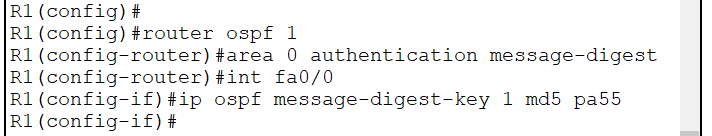 R1(config)#
R1(config)#router ospf 1
R1(config-router)#area 0 authentication message-digest
R1(config-router)#int fa0/0
R1(config-if)#ip ospf message-digest-key 1 md5 pa55
R1(config-if)#